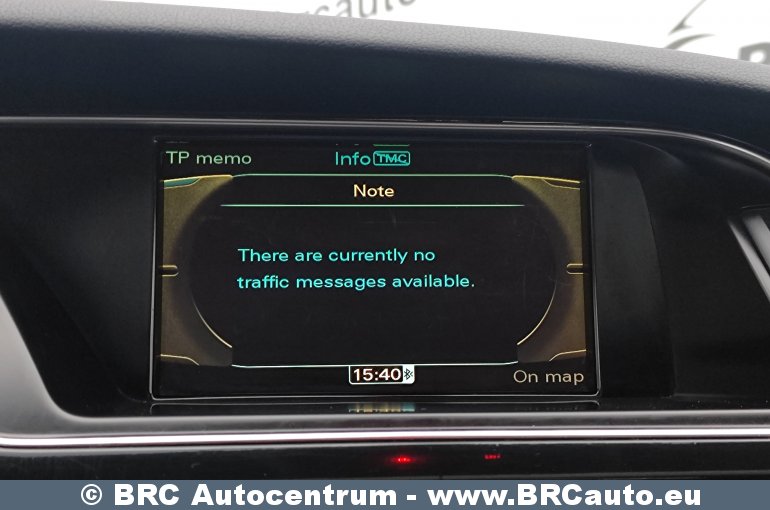 TP memo
Info TMC
Note
There are currently no
traffic messages available.
15:40
On map
© BRC Autocentrum - www.BRCauto.eu